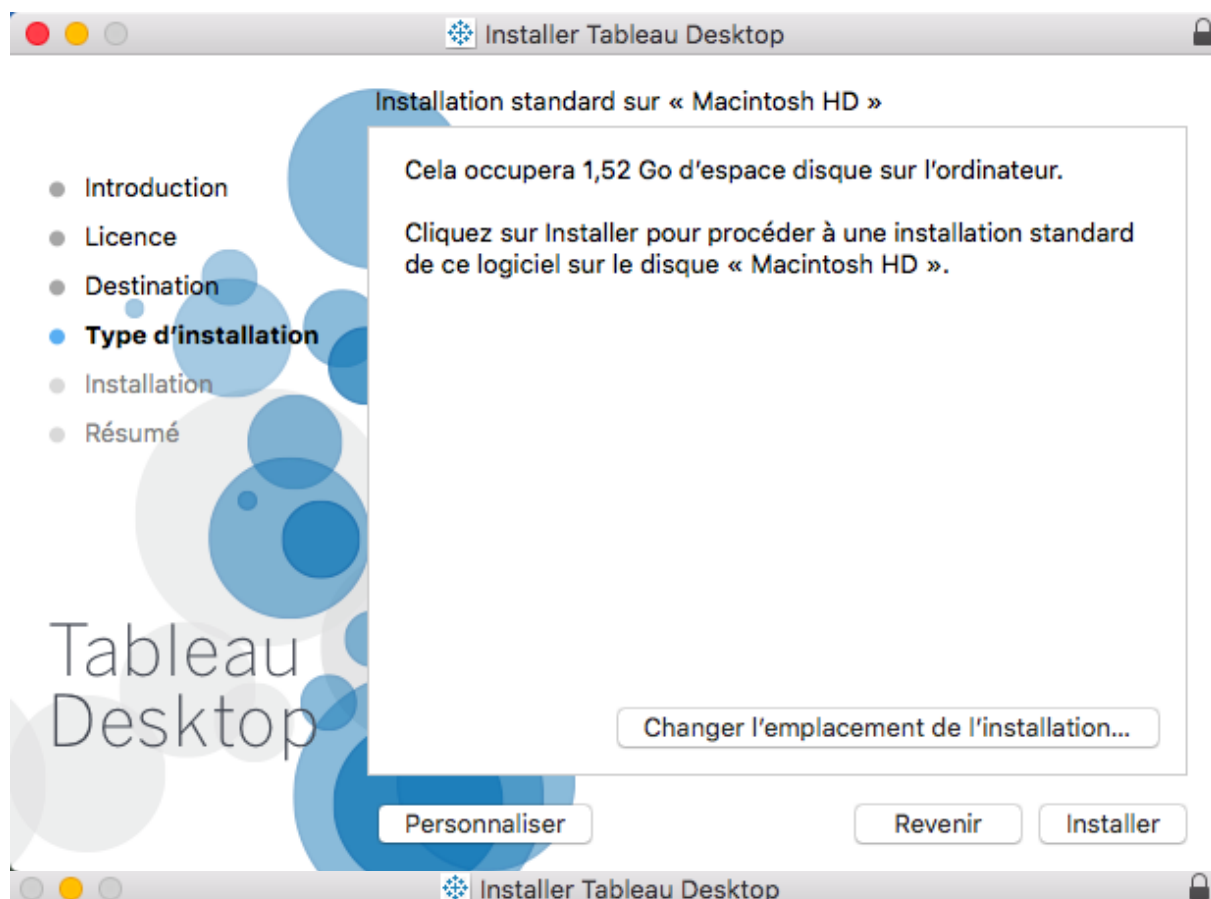 Installer Tableau Desktop
Installation standard sur « Macintosh HD »
Introduction
Licence
Destination
Type d’installation
Installation
Résumé
Cela occupera 1,52 Go d’espace disque sur l’ordinateur.
Cliquez sur Installer pour procéder à une installation standard
de ce logiciel sur le disque « Macintosh HD ».
Tableau
Desktop
Changer l’emplacement de l’installation...
Personnaliser
Revenir
Installer
Installer Tableau Desktop